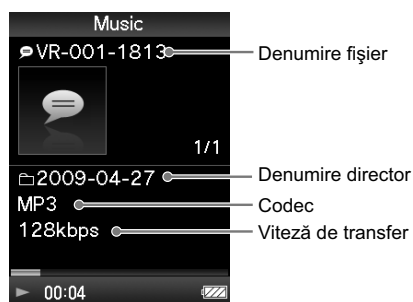 Music
VR-001-1813
Denumire fişier
1/1
2009-04-27
Denumire director
MP3
Codec
128kbps
Viteză de transfer
00:04